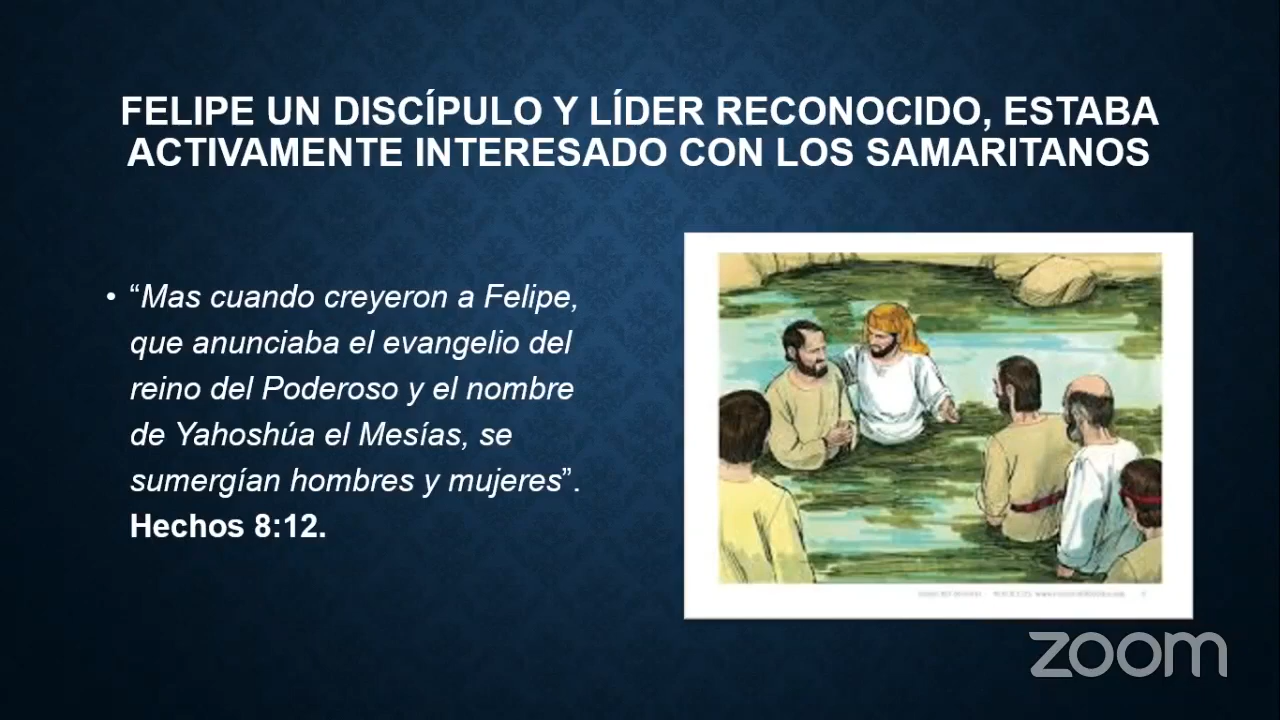 FELIPE UN DISCÍPULO Y LÍDER RECONOCIDO, ESTABA
ACTIVAMENTE INTERESADO CON LOS SAMARITANOS
• “Mas cuando creyeron a Felipe,
que anunciaba el evangelio del
reino del Poderoso y el nombre
de Yahoshúa el Mesías, se
sumergían hombres y mujeres”.
Hechos 8:12.
zoom